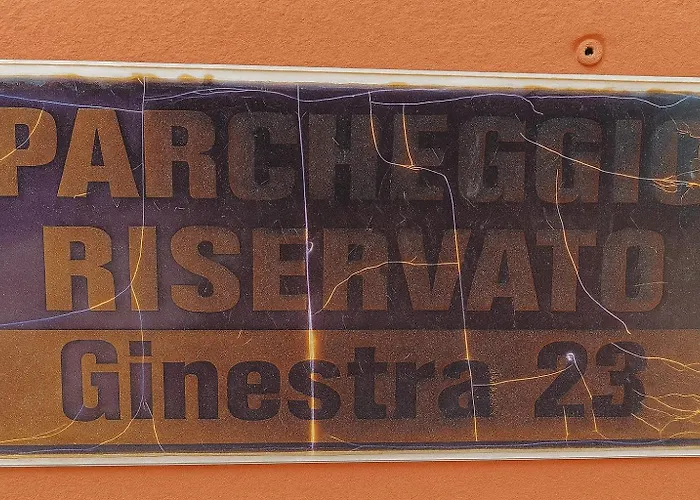 PARCHEGGIO
RISERVATO
Ginestra 23